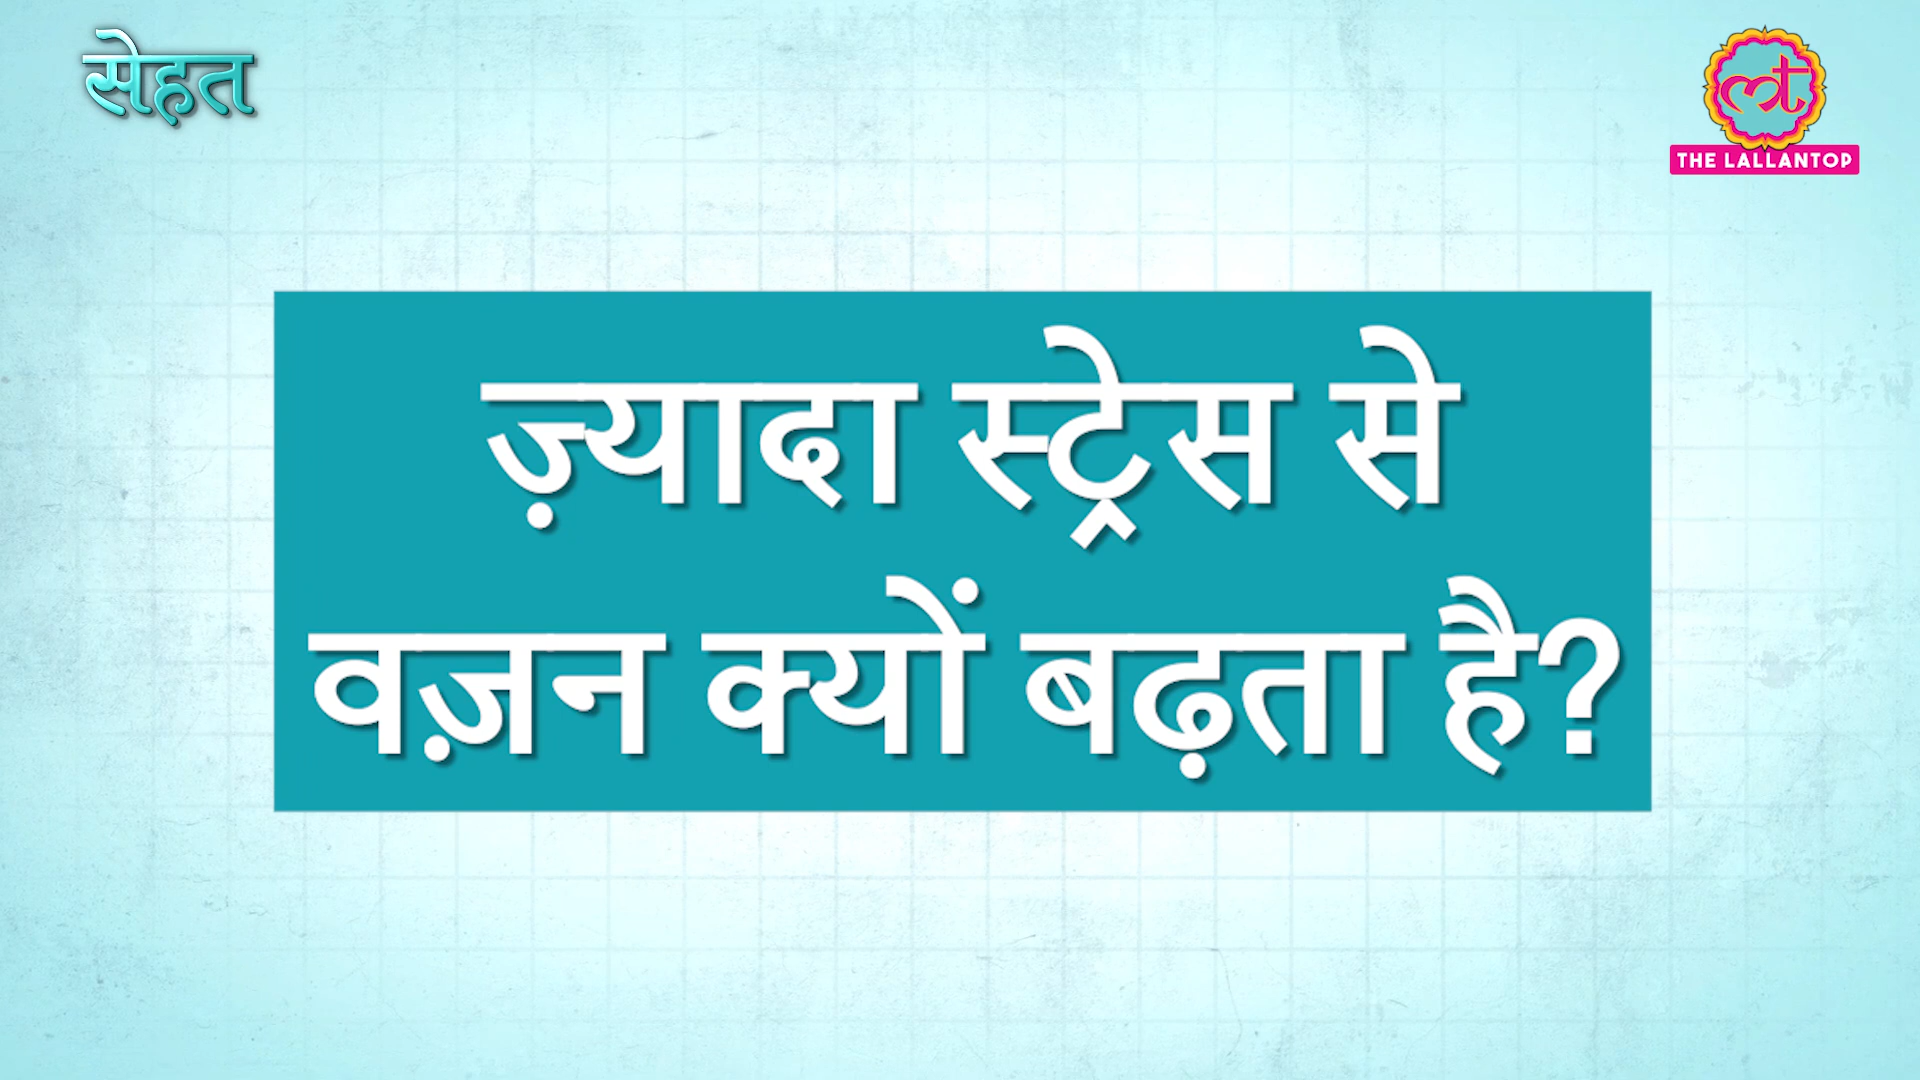 सेहत
THE LALLANTOP
ज़्यादा स्ट्रेस से
वज़न क्यों बढ़ता है?